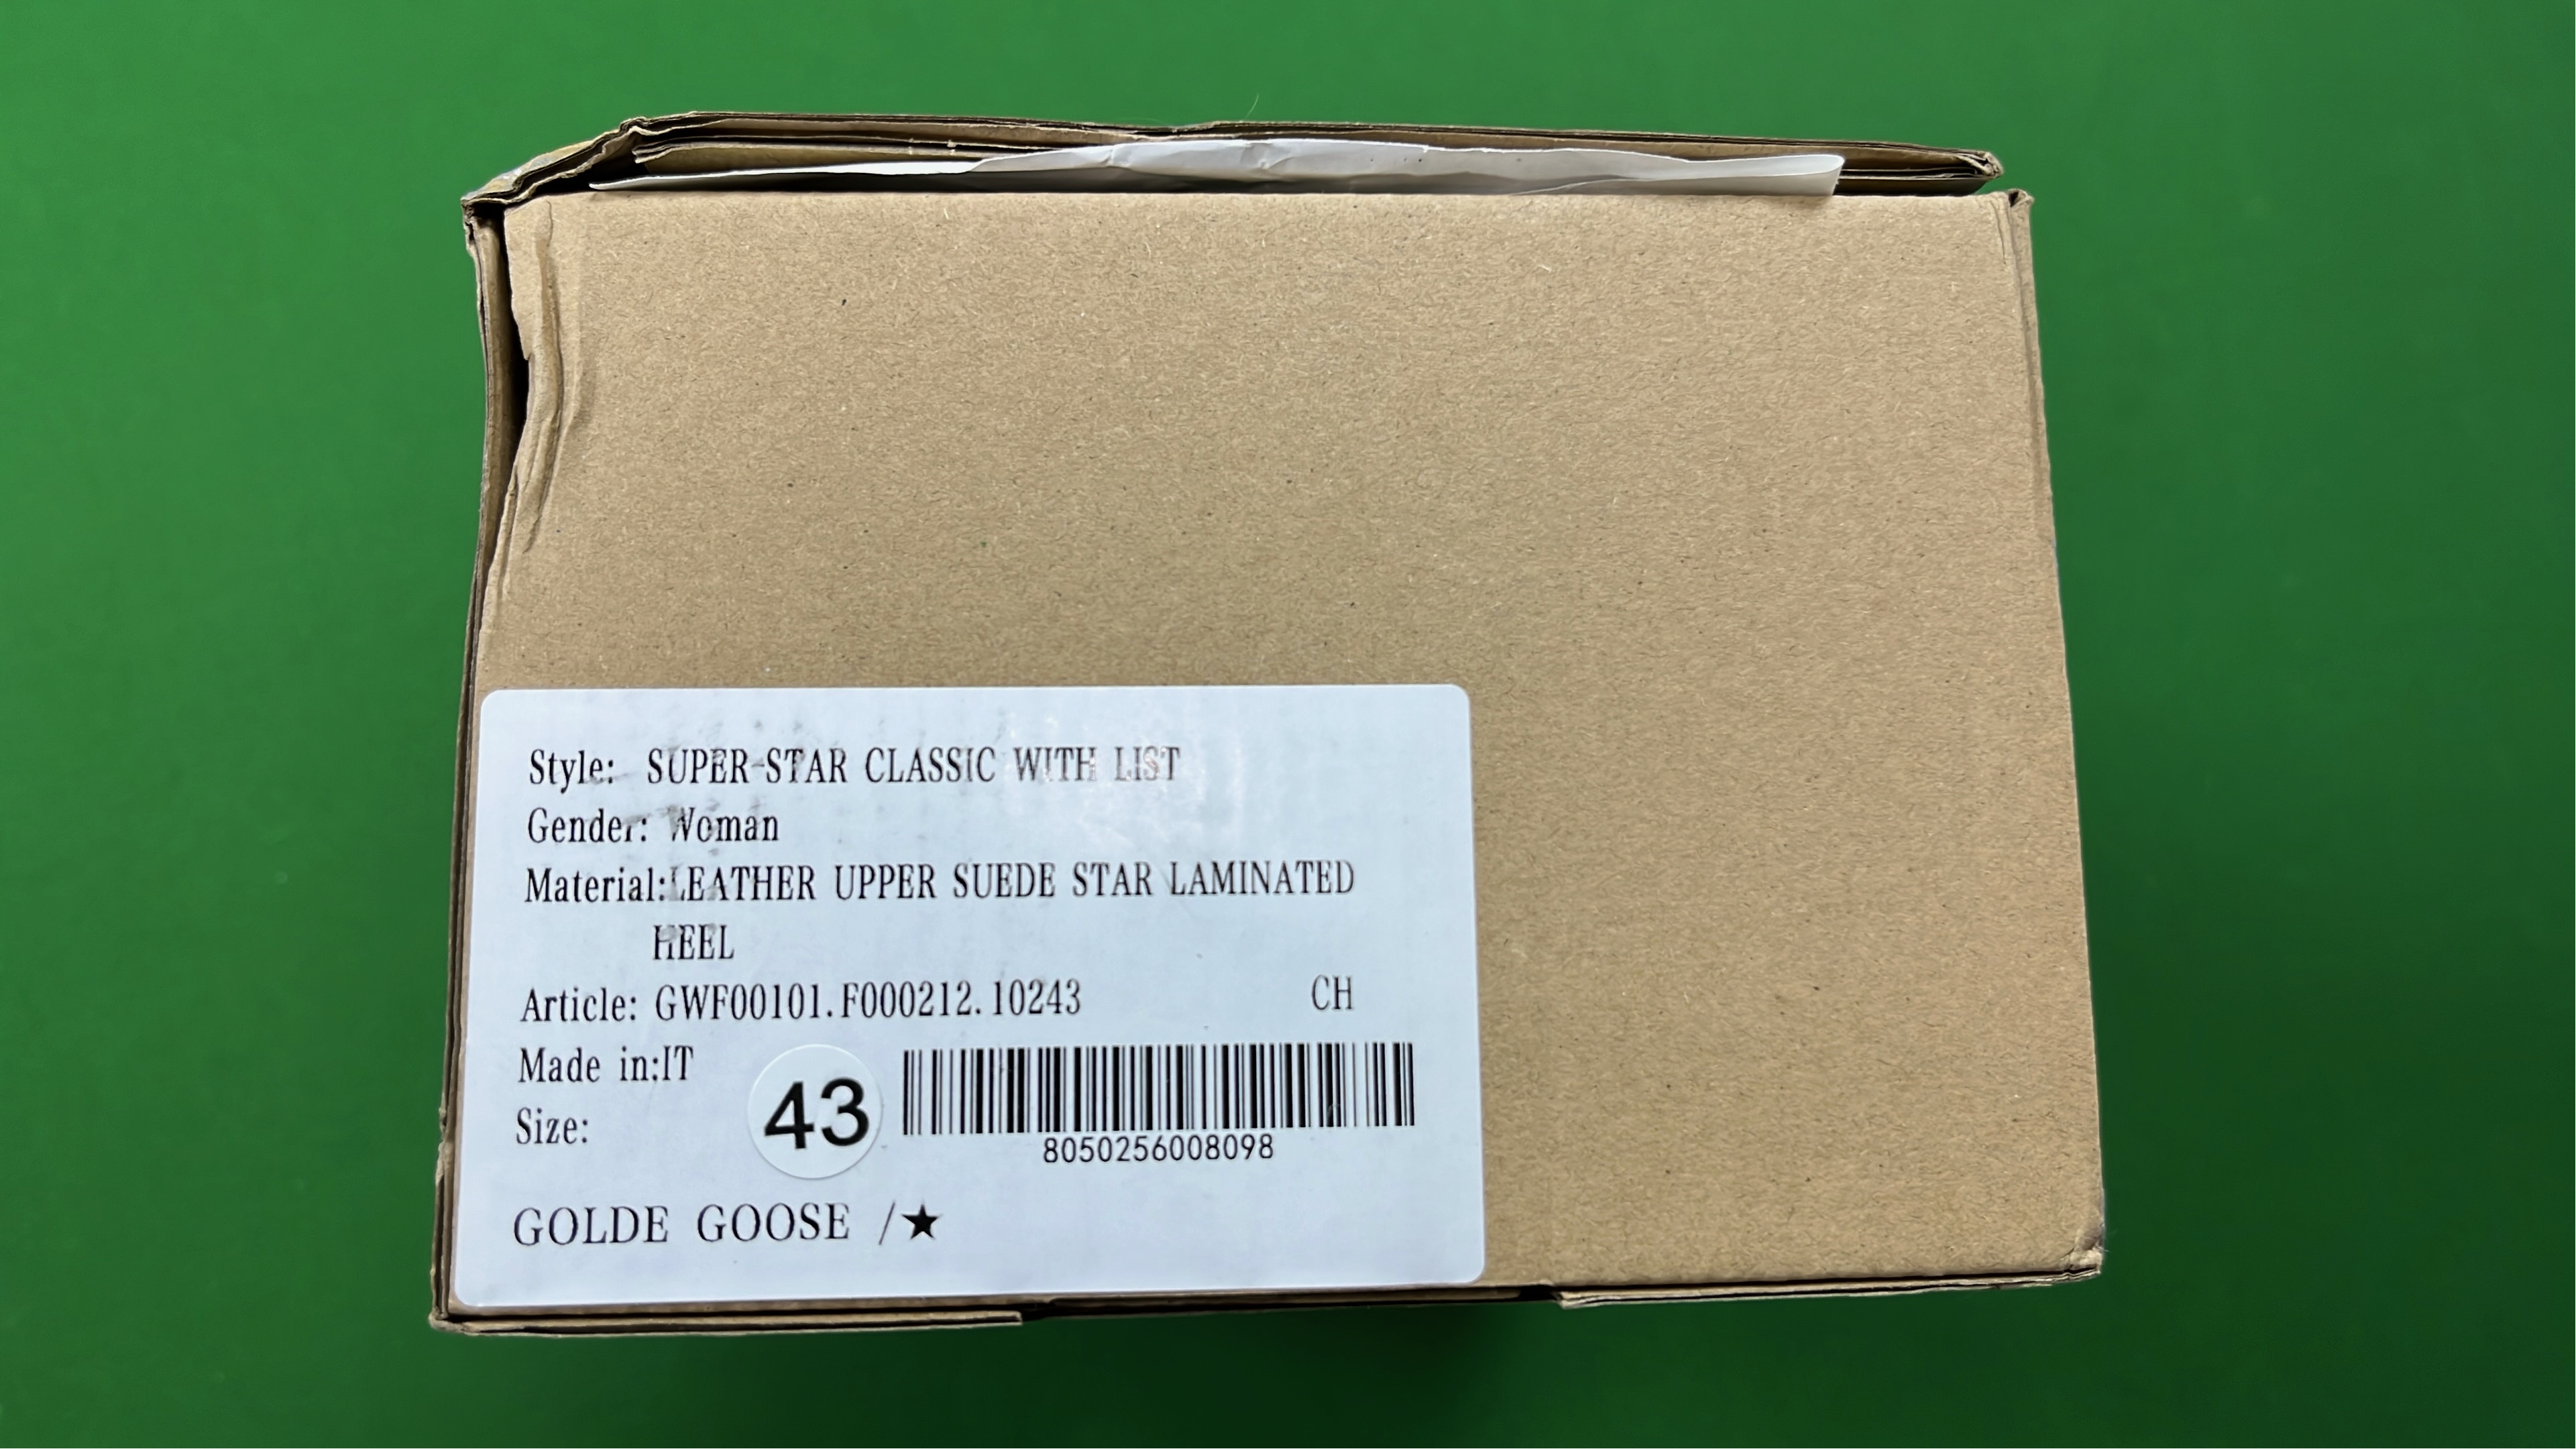 Style: SUPER-STAR CLASSIC WITH LIST
Gender: Woman
Material:LEATHER UPPER SUEDE STAR LAMINATED
HEEL
Article: GWF00101.F000212.10243 CH
Made in:IT
Size: 43
8050256008098
GOLDE GOOSE /★